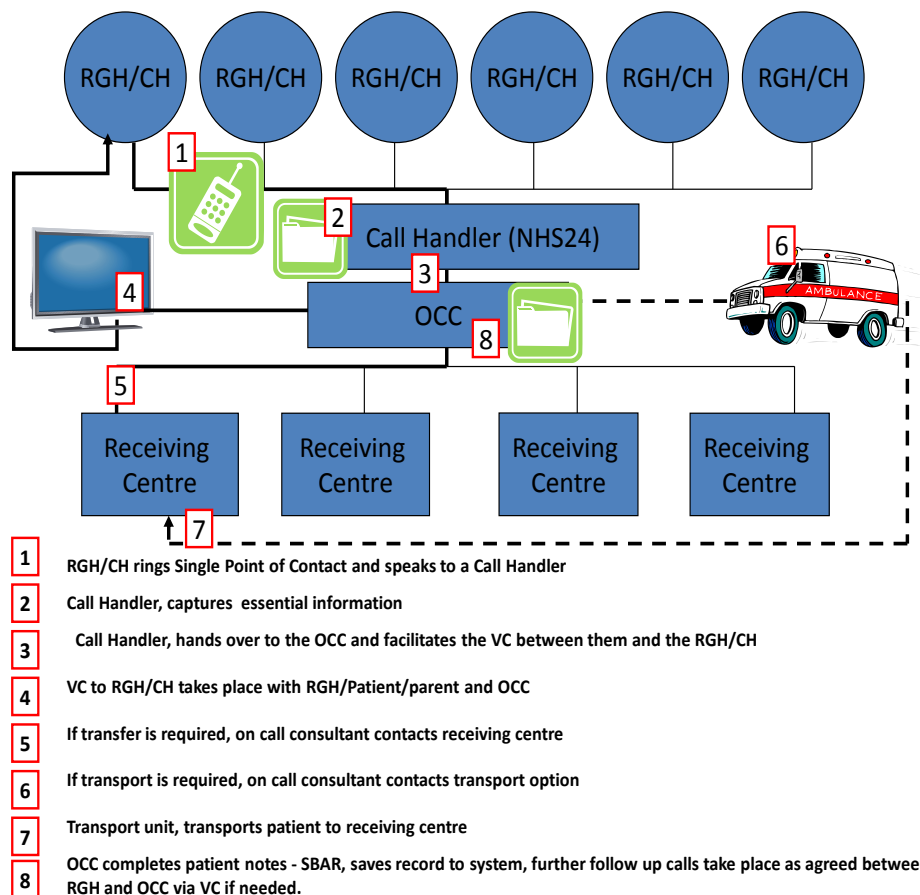 RGH/CH RGH/CH RGH/CH RGH/CH RGH/CH RGH/CH
1
2
Call Handler (NHS24)
6
3
4
AMBULANCE
OCC
8
5
Receiving Centre
Receiving Centre
Receiving Centre
Receiving Centre
7
1 RGH/CH rings Single Point of Contact and speaks to a Call Handler
2 Call Handler, captures essential information
3 Call Handler, hands over to the OCC and facilitates the VC between them and the RGH/CH
4 VC to RGH/CH takes place with RGH/Patient/parent and OCC
5 If transfer is required, on call consultant contacts receiving centre
6 If transport is required, on call consultant contacts transport option
7 Transport unit, transports patient to receiving centre
8 OCC completes patient notes - SBAR, saves record to system, further follow up calls take place as agreed betwee
RGH and OCC via VC if needed.